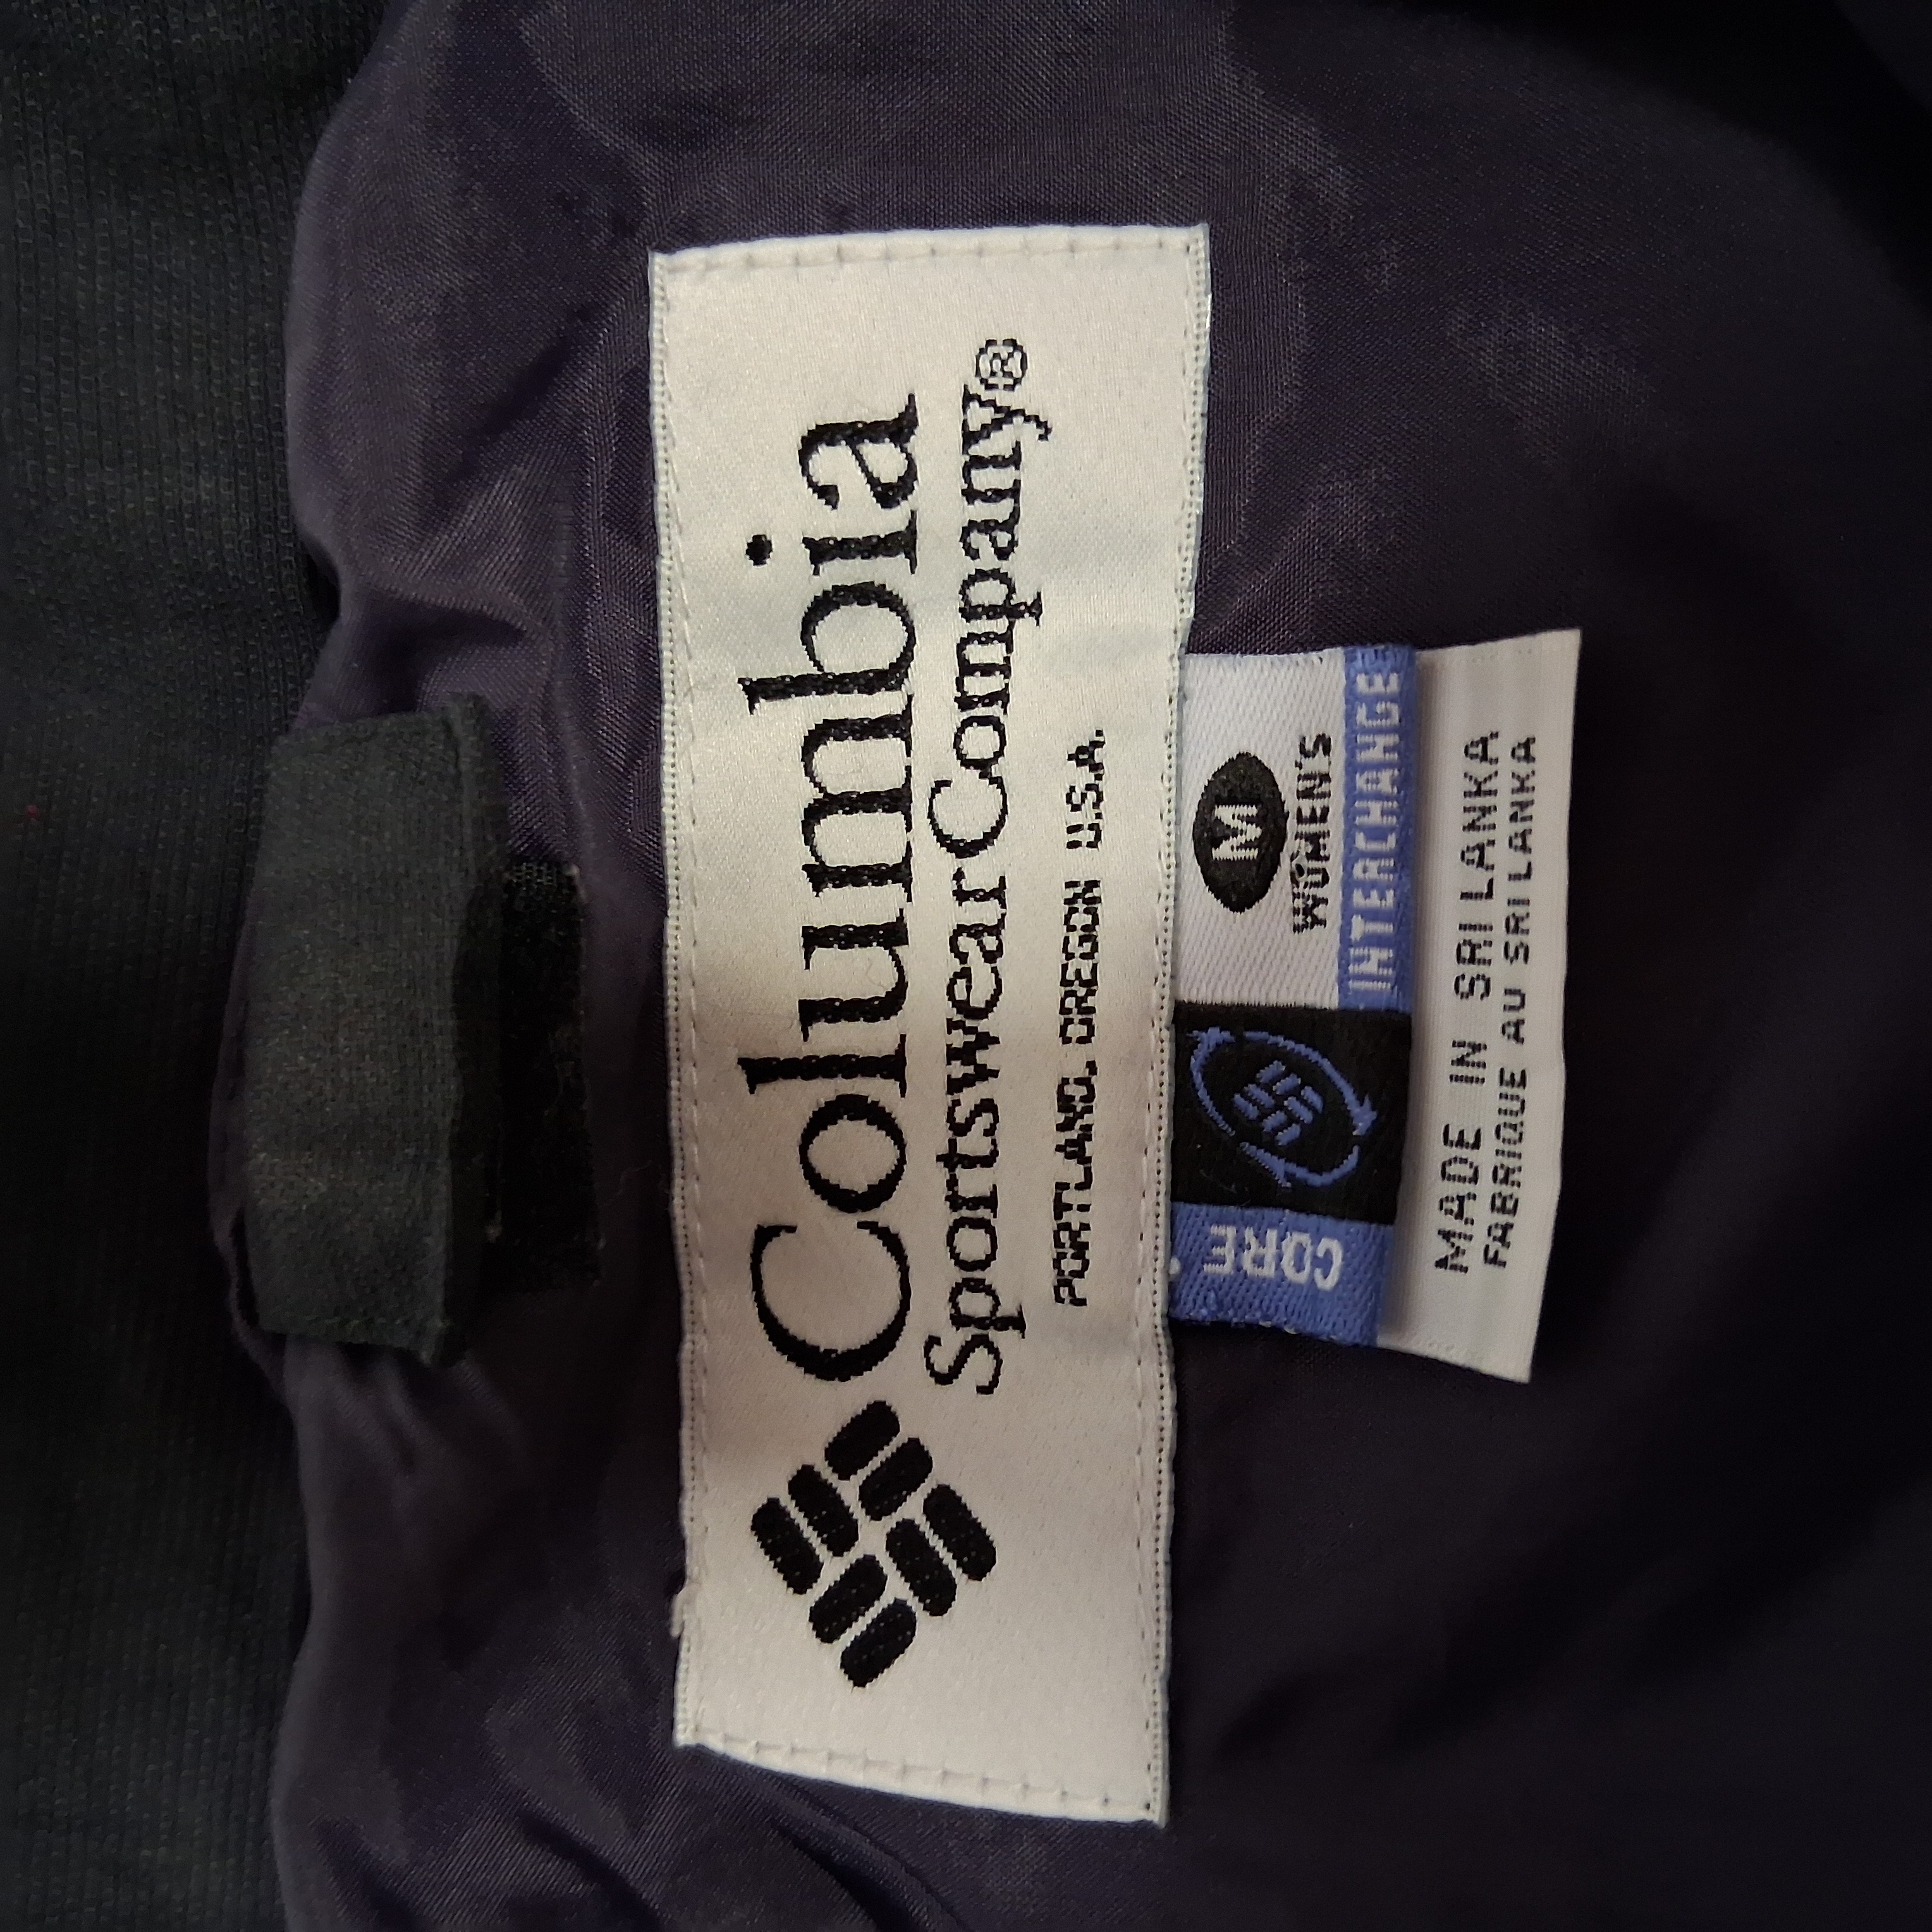 Columbia
Sportswear Company®
PORTLAND, OREGON U.S.A.
M
WOMEN'S
INTERCHANGE
CORE
MADE IN SRI LANKA
FABRIQUE AU SRI LANKA